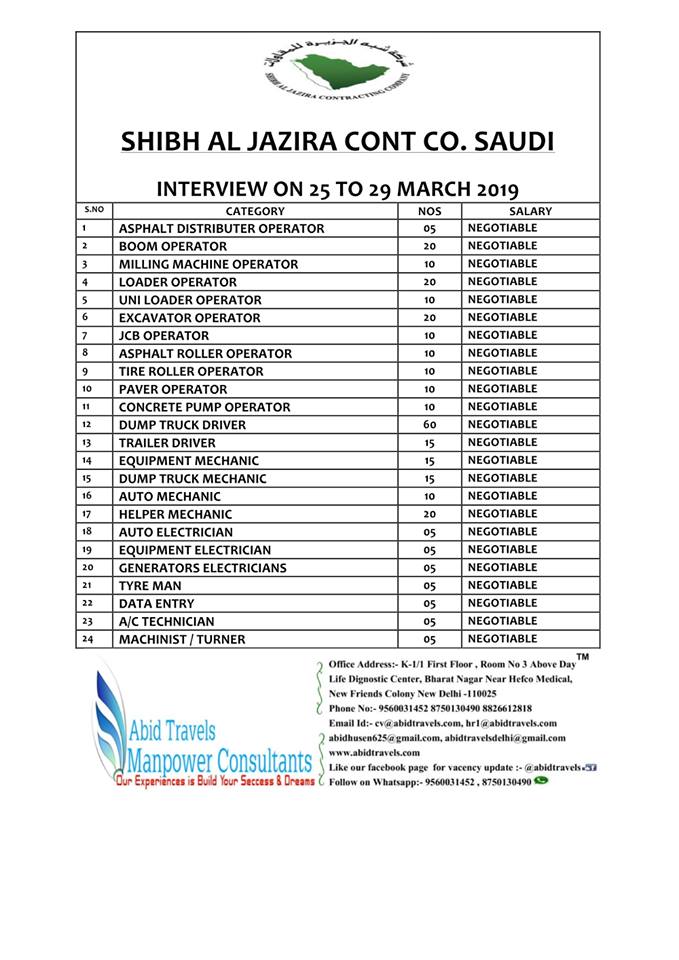 شركة شبه الجزيرة للمقاولات
SHIBH AL JAZIRA CONTRACTING COMPANY
SHIBH AL JAZIRA CONT CO. SAUDI
INTERVIEW ON 25 TO 29 MARCH 2019
S.NO CATEGORY NOS SALARY
1 ASPHALT DISTRIBUTER OPERATOR 05 NEGOTIABLE
2 BOOM OPERATOR 20 NEGOTIABLE
3 MILLING MACHINE OPERATOR 10 NEGOTIABLE
4 LOADER OPERATOR 20 NEGOTIABLE
5 UNI LOADER OPERATOR 10 NEGOTIABLE
6 EXCAVATOR OPERATOR 20 NEGOTIABLE
7 JCB OPERATOR 10 NEGOTIABLE
8 ASPHALT ROLLER OPERATOR 10 NEGOTIABLE
9 TIRE ROLLER OPERATOR 10 NEGOTIABLE
10 PAVER OPERATOR 10 NEGOTIABLE
11 CONCRETE PUMP OPERATOR 10 NEGOTIABLE
12 DUMP TRUCK DRIVER 60 NEGOTIABLE
13 TRAILER DRIVER 15 NEGOTIABLE
14 EQUIPMENT MECHANIC 15 NEGOTIABLE
15 DUMP TRUCK MECHANIC 15 NEGOTIABLE
16 AUTO MECHANIC 10 NEGOTIABLE
17 HELPER MECHANIC 20 NEGOTIABLE
18 AUTO ELECTRICIAN 05 NEGOTIABLE
19 EQUIPMENT ELECTRICIAN 05 NEGOTIABLE
20 GENERATORS ELECTRICIANS 05 NEGOTIABLE
21 TYRE MAN 05 NEGOTIABLE
22 DATA ENTRY 05 NEGOTIABLE
23 A/C TECHNICIAN 05 NEGOTIABLE
24 MACHINIST / TURNER 05 NEGOTIABLE
Abid Travels
Manpower Consultants
Our Experiences is Build Your Success & Dreams
Office Address:- K-1/1 First Floor , Room No 3 Above Day TM
Life Dignostic Center, Bharat Nagar Near Hefco Medical,
New Friends Colony New Delhi -110025
Phone No:- 9560031452 8750130490 8826612818
Email Id:- cv@abidtravels.com, hr1@abidtravels.com
abidhusen625@gmail.com, abidtravelsdelhi@gmail.com
www.abidtravels.com
Like our facebook page for vacency update :- @abidtravels
Follow on Whatsapp:- 9560031452 , 8750130490